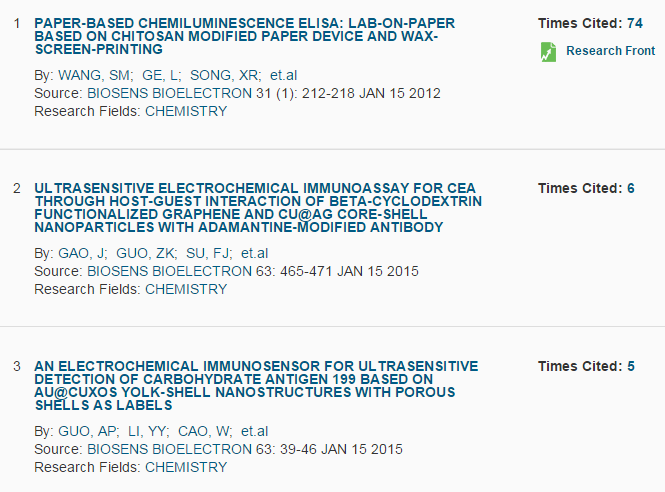 1 PAPER-BASED CHEMILUMINESCENCE ELISA: LAB-ON-PAPER
BASED ON CHITOSAN MODIFIED PAPER DEVICE AND WAX-
SCREEN-PRINTING
Times Cited: 74
Research Front
By: WANG, SM; GE, L; SONG, XR; et.al
Source: BIOSENS BIOELECTRON 31 (1): 212-218 JAN 15 2012
Research Fields: CHEMISTRY
2 ULTRASENSITIVE ELECTROCHEMICAL IMMUNOASSAY FOR CEA
THROUGH HOST-GUEST INTERACTION OF BETA-CYCLODEXTRIN
FUNCTIONALIZED GRAPHENE AND CU@AG CORE-SHELL
NANOPARTICLES WITH ADAMANTINE-MODIFIED ANTIBODY
Times Cited: 6
By: GAO, J; GUO, ZK; SU, FJ; et.al
Source: BIOSENS BIOELECTRON 63: 465-471 JAN 15 2015
Research Fields: CHEMISTRY
3 AN ELECTROCHEMICAL IMMUNOSENSOR FOR ULTRASENSITIVE
DETECTION OF CARBOHYDRATE ANTIGEN 199 BASED ON
AU@CUXOS YOLK-SHELL NANOSTRUCTURES WITH POROUS
SHELLS AS LABELS
Times Cited: 5
By: GUO, AP; LI, YY; CAO, W; et.al
Source: BIOSENS BIOELECTRON 63: 39-46 JAN 15 2015
Research Fields: CHEMISTRY